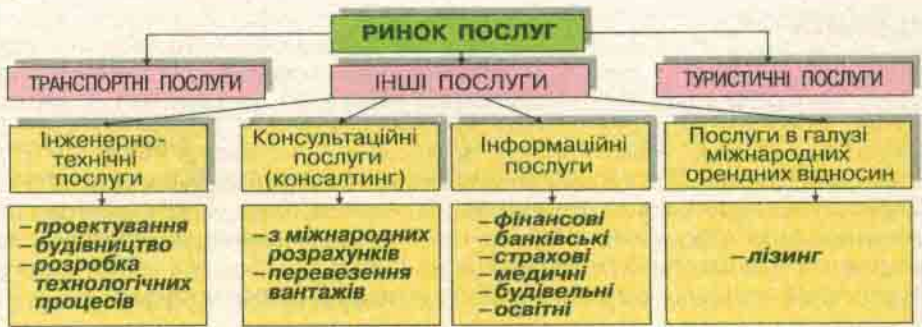 РИНОК ПОСЛУГ
ТРАНСПОРТНІ ПОСЛУГИ
ІНШІ ПОСЛУГИ
ТУРИСТИЧНІ ПОСЛУГИ
Інженерно-
технічні
послуги
Консультаційні
послуги
(консалтинг)
Інформаційні
послуги
Послуги в галузі
міжнародних
орендних відносин
–проектування
–будівництво
–розробка
технологічних
процесів
–з міжнародних
розрахунків
–перевезення
вантажів
–фінансові
–банківські
–страхові
–медичні
–будівельні
–освітні
–лізинг